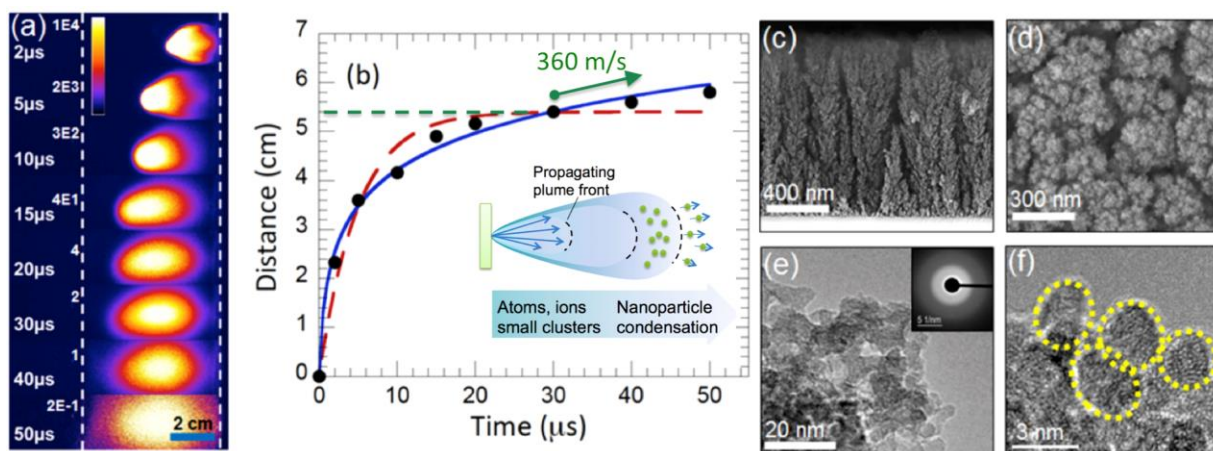 (a)
1E4
2µs
2E3
5µs
3E2
10µs
4E1
15µs
4
20µs
2
30µs
1
40µs
2E-1
50µs
2 cm
(b)
360 m/s
7
6
5
4
3
2
1
0
Distance (cm)
Propagating
plume front
Atoms, ions
small clusters
Nanoparticle
condensation
0
10
20
30
40
50
Time (µs)
(c)
400 nm
(d)
300 nm
(e)
5 1/nm
20 nm
(f)
3 nm